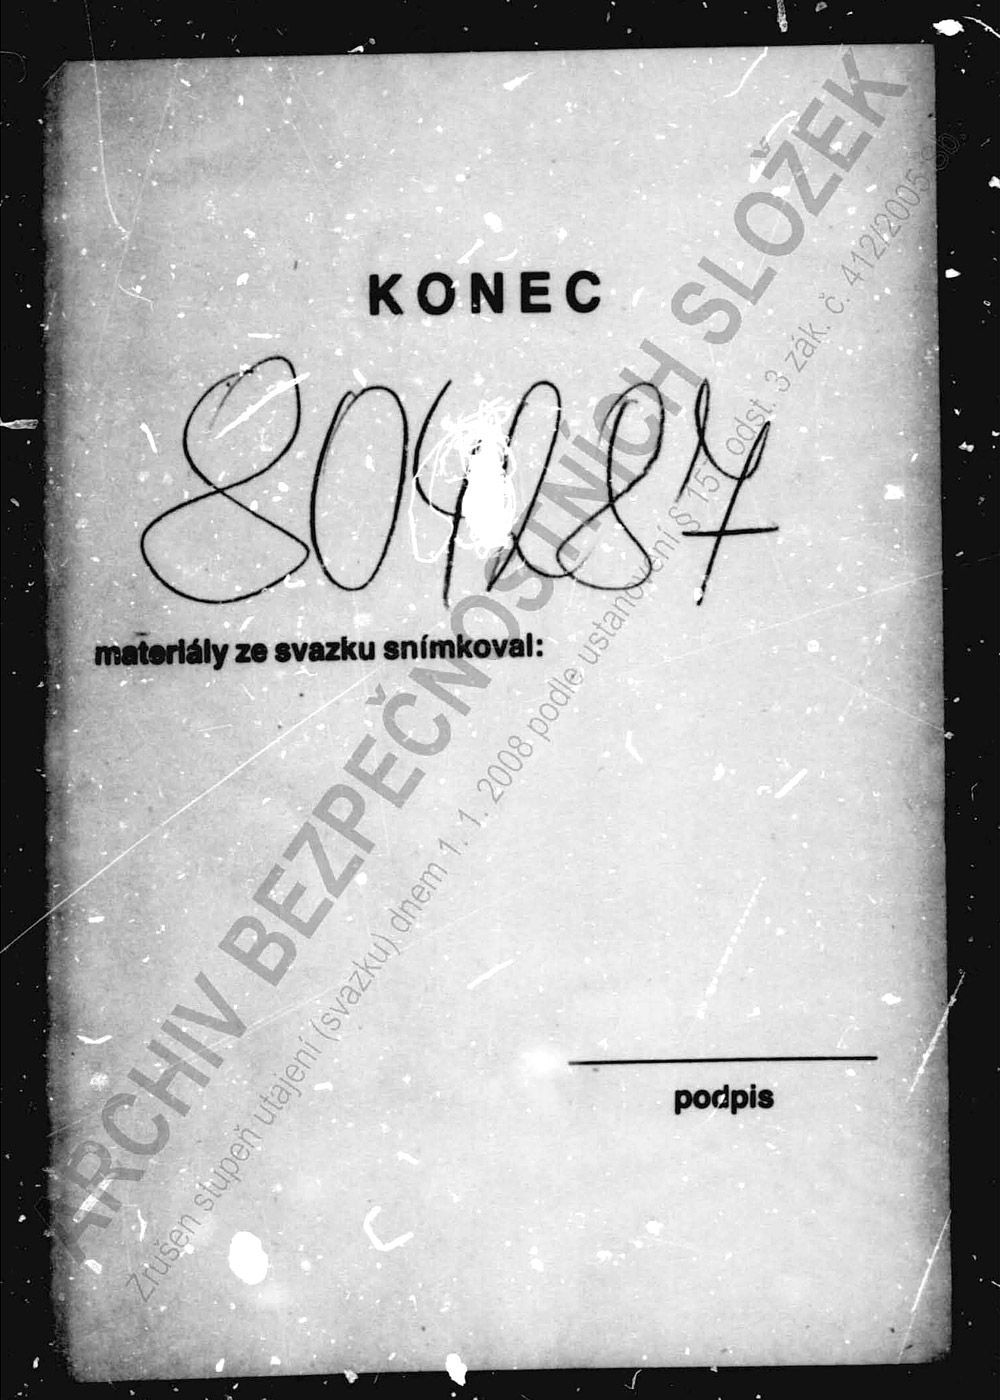 KONEC
804287
materiály ze svazku snímkoval:
podpis
ARCHIV BEZPEČNOSTNÍCH SLOŽEK
Zrušen stupeň utajení (svazku) dnem 1. 1. 2008 podle ustanovení § 157 odst. 3 zák. č. 412/2005 Sb.